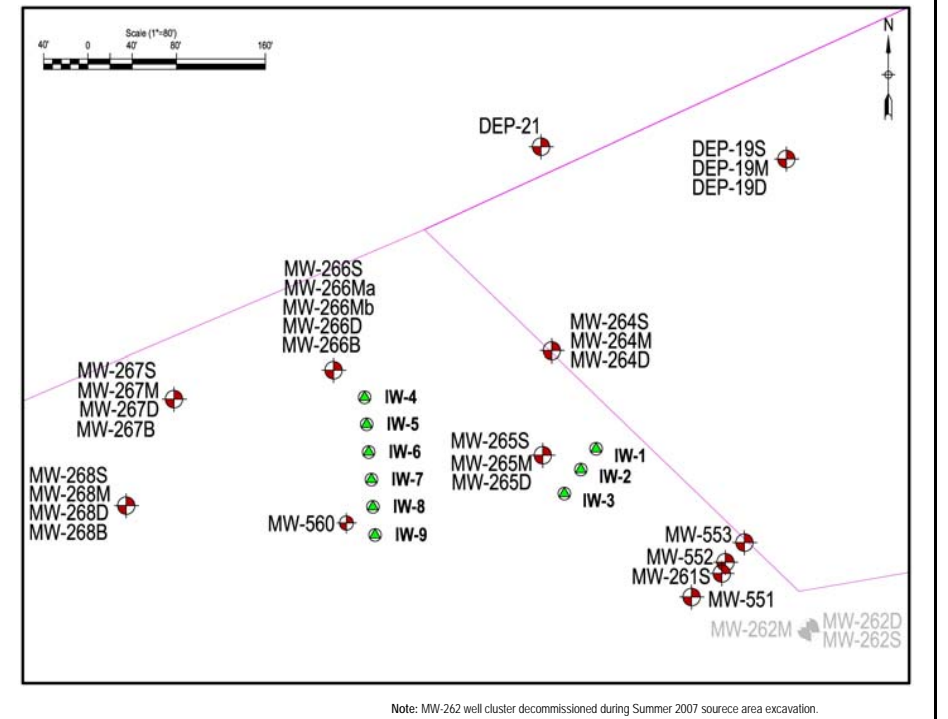 Scale (1"=80')
40' 0 40' 80' 160'
N
DEP-21
DEP-19S
DEP-19M
DEP-19D
MW-266S
MW-266Ma
MW-266Mb
MW-266D
MW-266B
MW-264S
MW-264M
MW-264D
MW-267S
MW-267M
MW-267D
MW-267B
IW-4
IW-5
IW-6
IW-7
IW-8
IW-9
MW-265S
MW-265M
MW-265D
IW-1
IW-2
IW-3
MW-268S
MW-268M
MW-268D
MW-268B
MW-560
MW-553
MW-552
MW-261S
MW-551
MW-262M
MW-262D
MW-262S
Note: MW-262 well cluster decommissioned during Summer 2007 sourece area excavation.